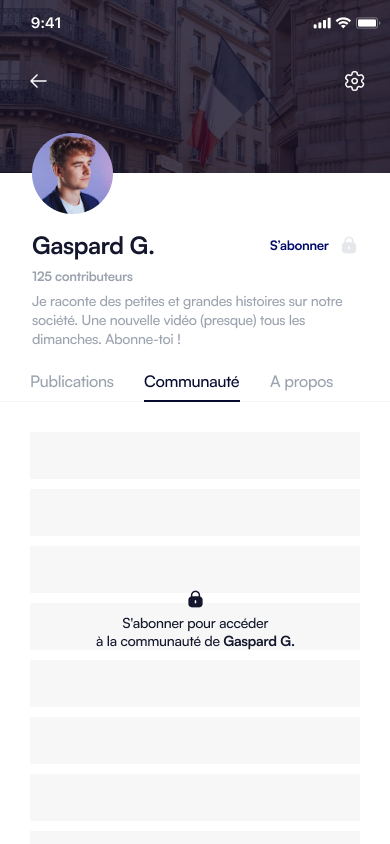 9:41
Gaspard G.
S'abonner
125 contributeurs
Je raconte des petites et grandes histoires sur notre
société. Une nouvelle vidéo (presque) tous les
dimanches. Abonne-toi !
Publications Communauté A propos
S'abonner pour accéder
à la communauté de Gaspard G.